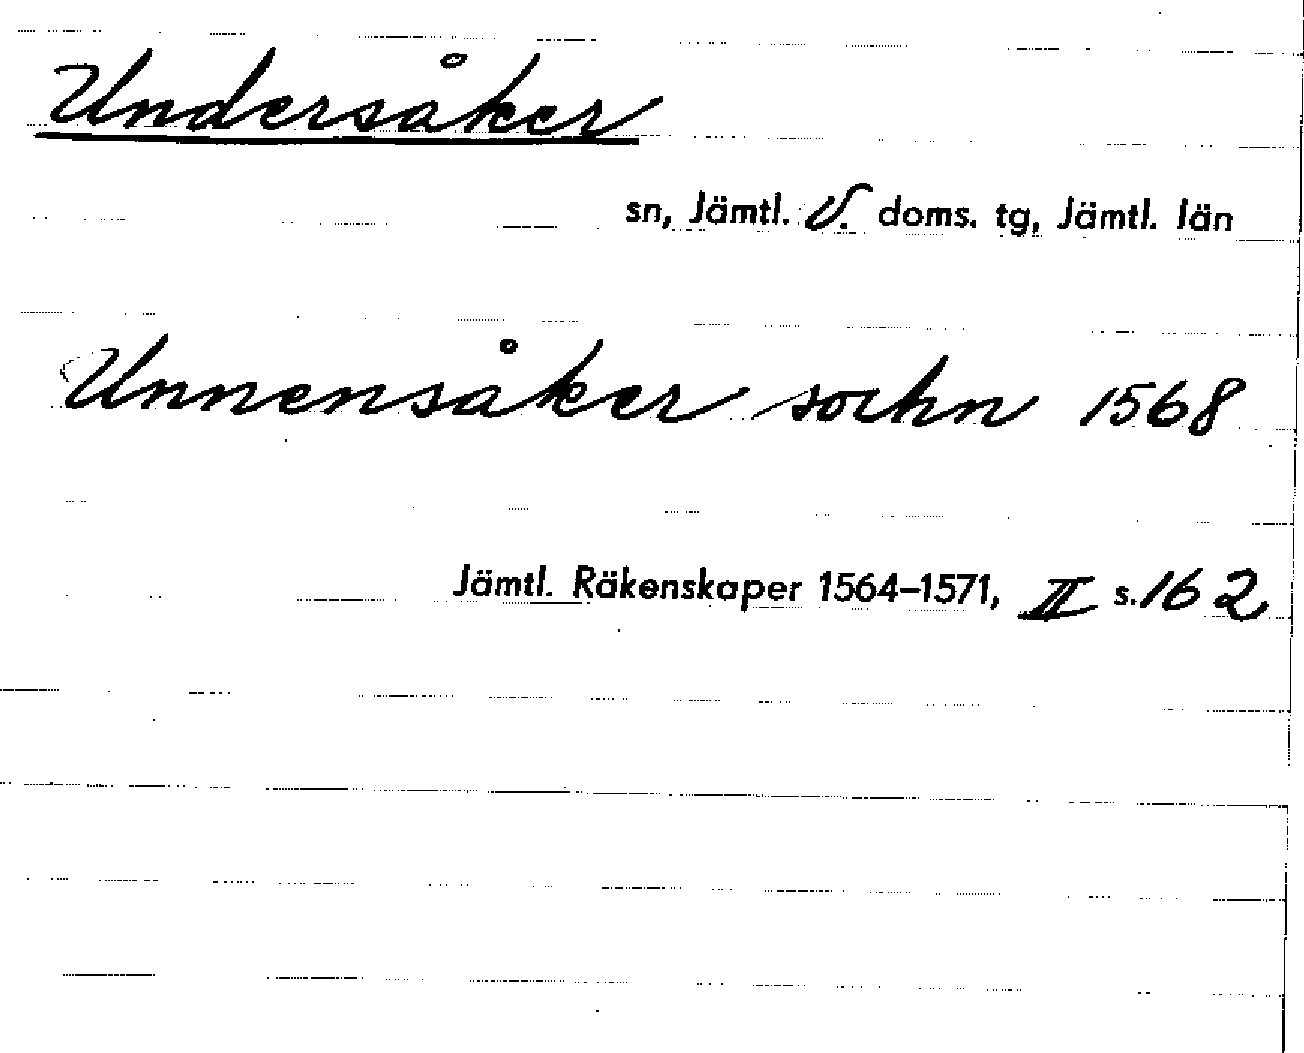 Undersåker
sn, Jämtl. V. doms. tg, Jämtl. län
Unnensåker sochn 1568
Jämtl. Räkenskaper 1564–1571, II s. 162